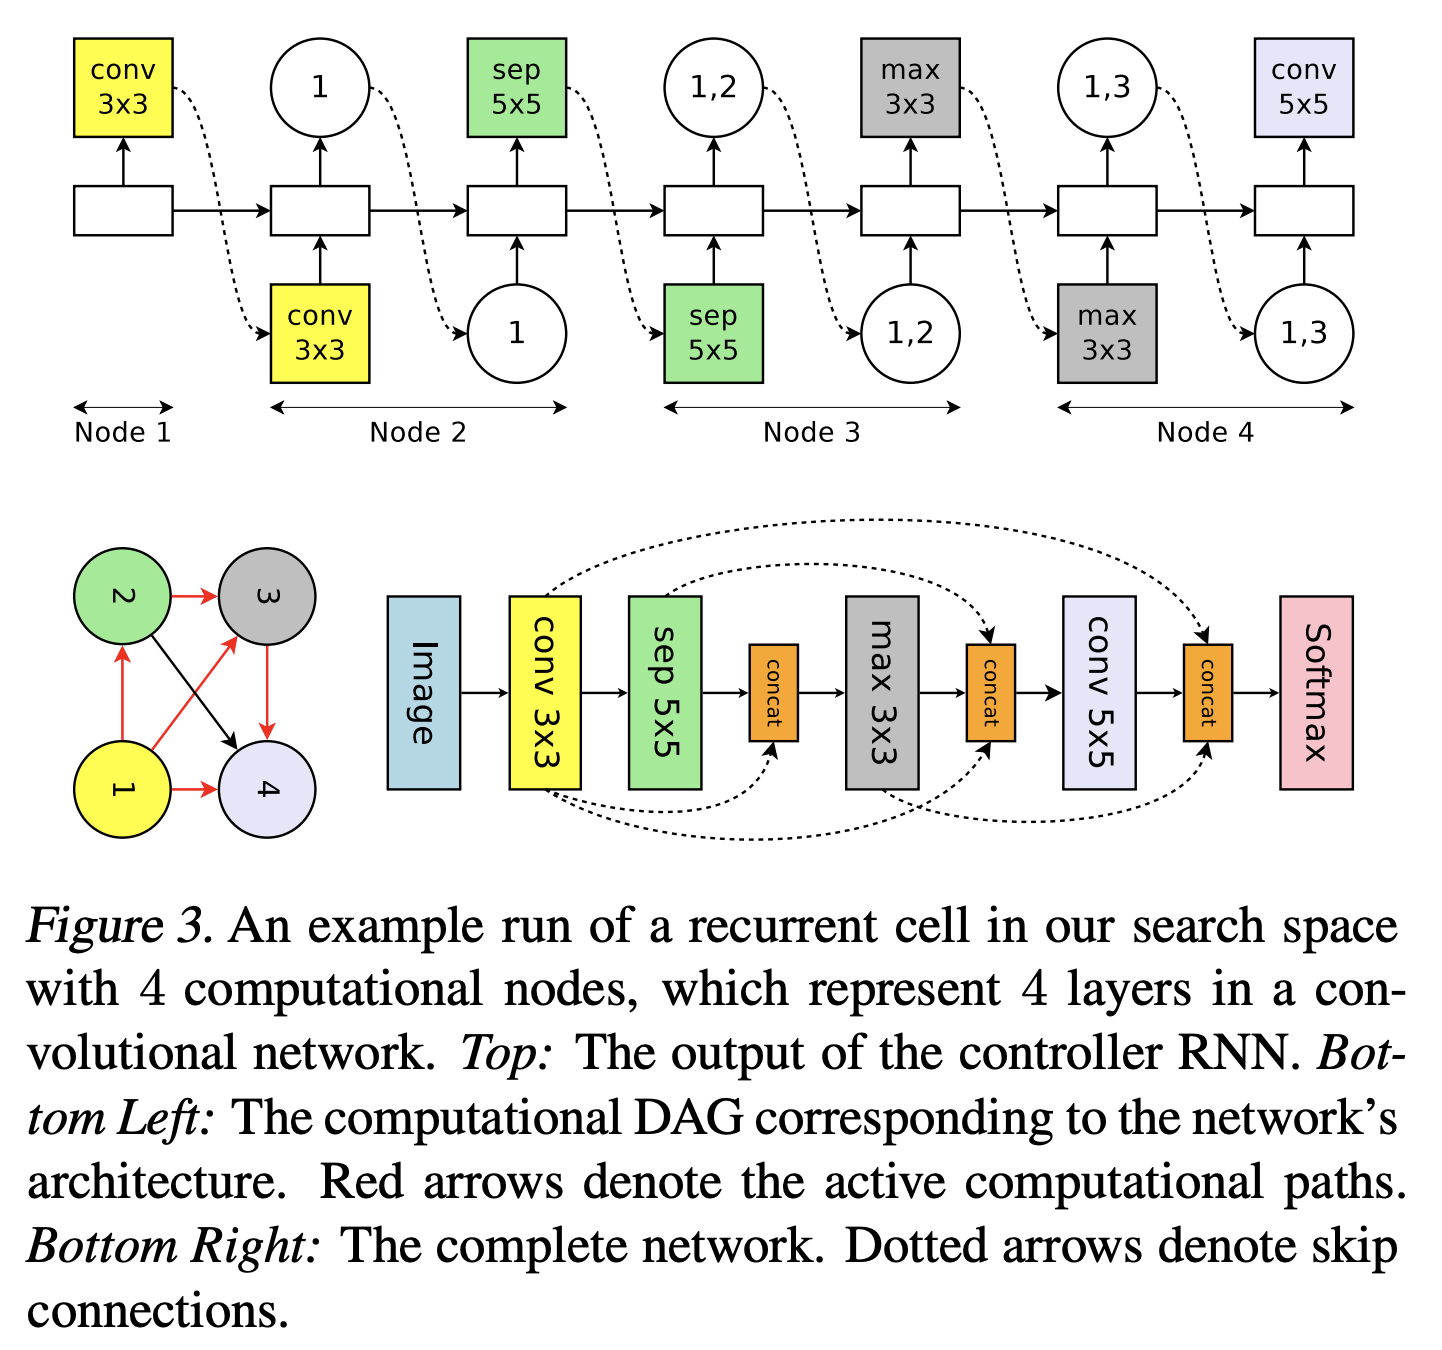 conv
3x3
1
sep
5x5
1,2
max
3x3
1,3
conv
5x5
conv
3x3
1
sep
5x5
1,2
max
3x3
1,3
Node 1
Node 2
Node 3
Node 4
2
3
1
4
Image
conv 3x3
sep 5x5
concat
max 3x3
concat
conv 5x5
concat
Softmax
Figure 3. An example run of a recurrent cell in our search space
with 4 computational nodes, which represent 4 layers in a con-
volutional network. Top: The output of the controller RNN. Bot-
tom Left: The computational DAG corresponding to the network’s
architecture. Red arrows denote the active computational paths.
Bottom Right: The complete network. Dotted arrows denote skip
connections.